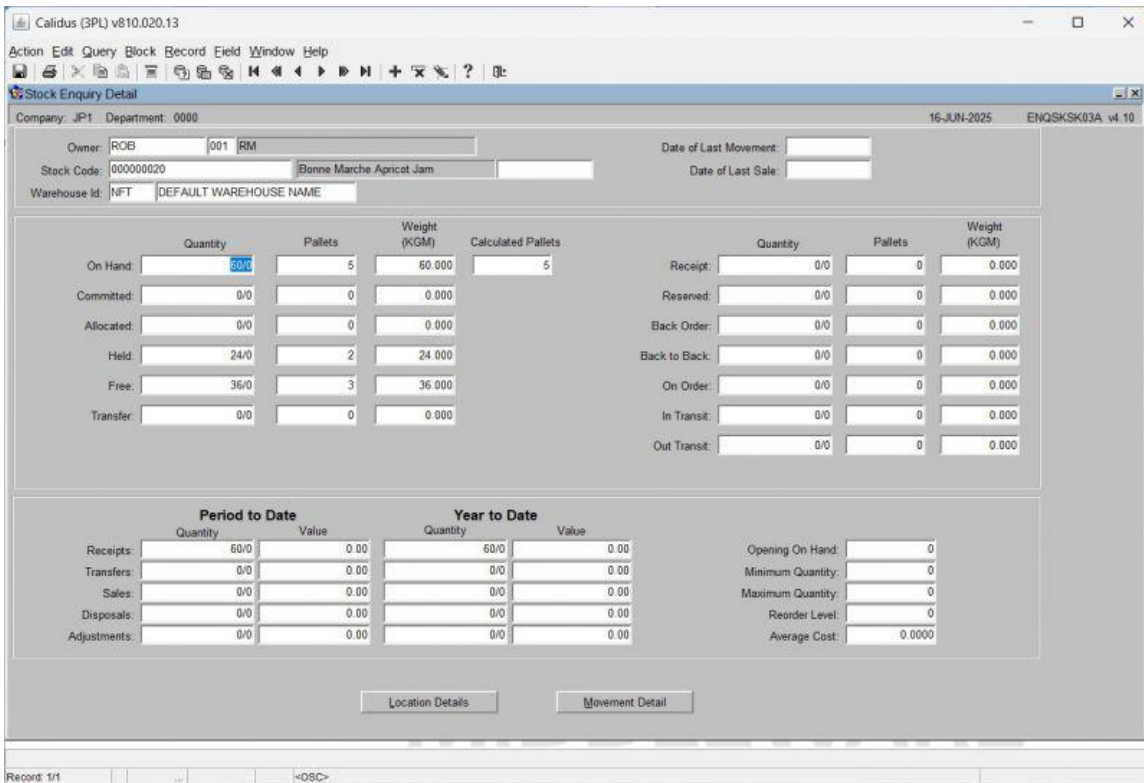 Calidus (3PL) v810.020.13
Action Edit Query Block Record Field Window Help
Stock Enquiry Detail
Company: JP1 Department: 0000 16-JUN-2025 ENQSKSK03A v4.10
Owner: ROB 001 RM Date of Last Movement:
Stock Code: 000000020 Bonne Marche Apricot Jam Date of Last Sale:
Warehouse Id: NFT DEFAULT WAREHOUSE NAME
Quantity Pallets Weight (KGM) Calculated Pallets Quantity Pallets Weight (KGM)
On Hand: 60/0 5 60.000 5 Receipt: 0/0 0 0.000
Committed: 0/0 0 0.000 Reserved: 0/0 0 0.000
Allocated: 0/0 0 0.000 Back Order: 0/0 0 0.000
Held: 24/0 2 24.000 Back to Back: 0/0 0 0.000
Free: 36/0 3 36.000 On Order: 0/0 0 0.000
Transfer: 0/0 0 0.000 In Transit: 0/0 0 0.000
Out Transit: 0/0 0 0.000
Period to Date Year to Date
Quantity Value Quantity Value
Receipts: 60/0 0.00 60/0 0.00 Opening On Hand: 0
Transfers: 0/0 0.00 0/0 0.00 Minimum Quantity: 0
Sales: 0/0 0.00 0/0 0.00 Maximum Quantity: 0
Disposals: 0/0 0.00 0/0 0.00 Reorder Level: 0
Adjustments: 0/0 0.00 0/0 0.00 Average Cost: 0.0000
Location Details Movement Detail
Record: 1/1 ... <OSC>